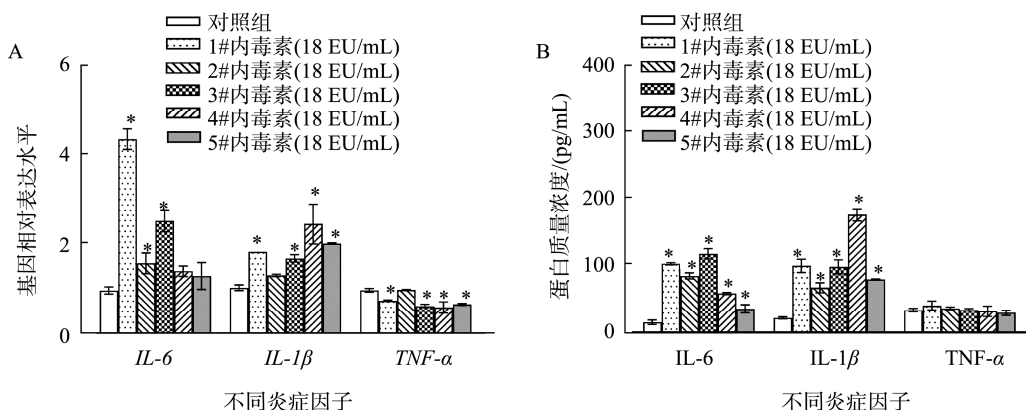 A
对照组
1#内毒素(18 EU/mL)
2#内毒素(18 EU/mL)
3#内毒素(18 EU/mL)
4#内毒素(18 EU/mL)
5#内毒素(18 EU/mL)
基因相对表达水平
6
4
2
0
* * * * * * * * * * *
IL-6 IL-1β TNF-α
不同炎症因子
B
对照组
1#内毒素(18 EU/mL)
2#内毒素(18 EU/mL)
3#内毒素(18 EU/mL)
4#内毒素(18 EU/mL)
5#内毒素(18 EU/mL)
蛋白质量浓度/(pg/mL)
400
300
200
100
0
* * * * * * * * * *
IL-6 IL-1β TNF-α
不同炎症因子